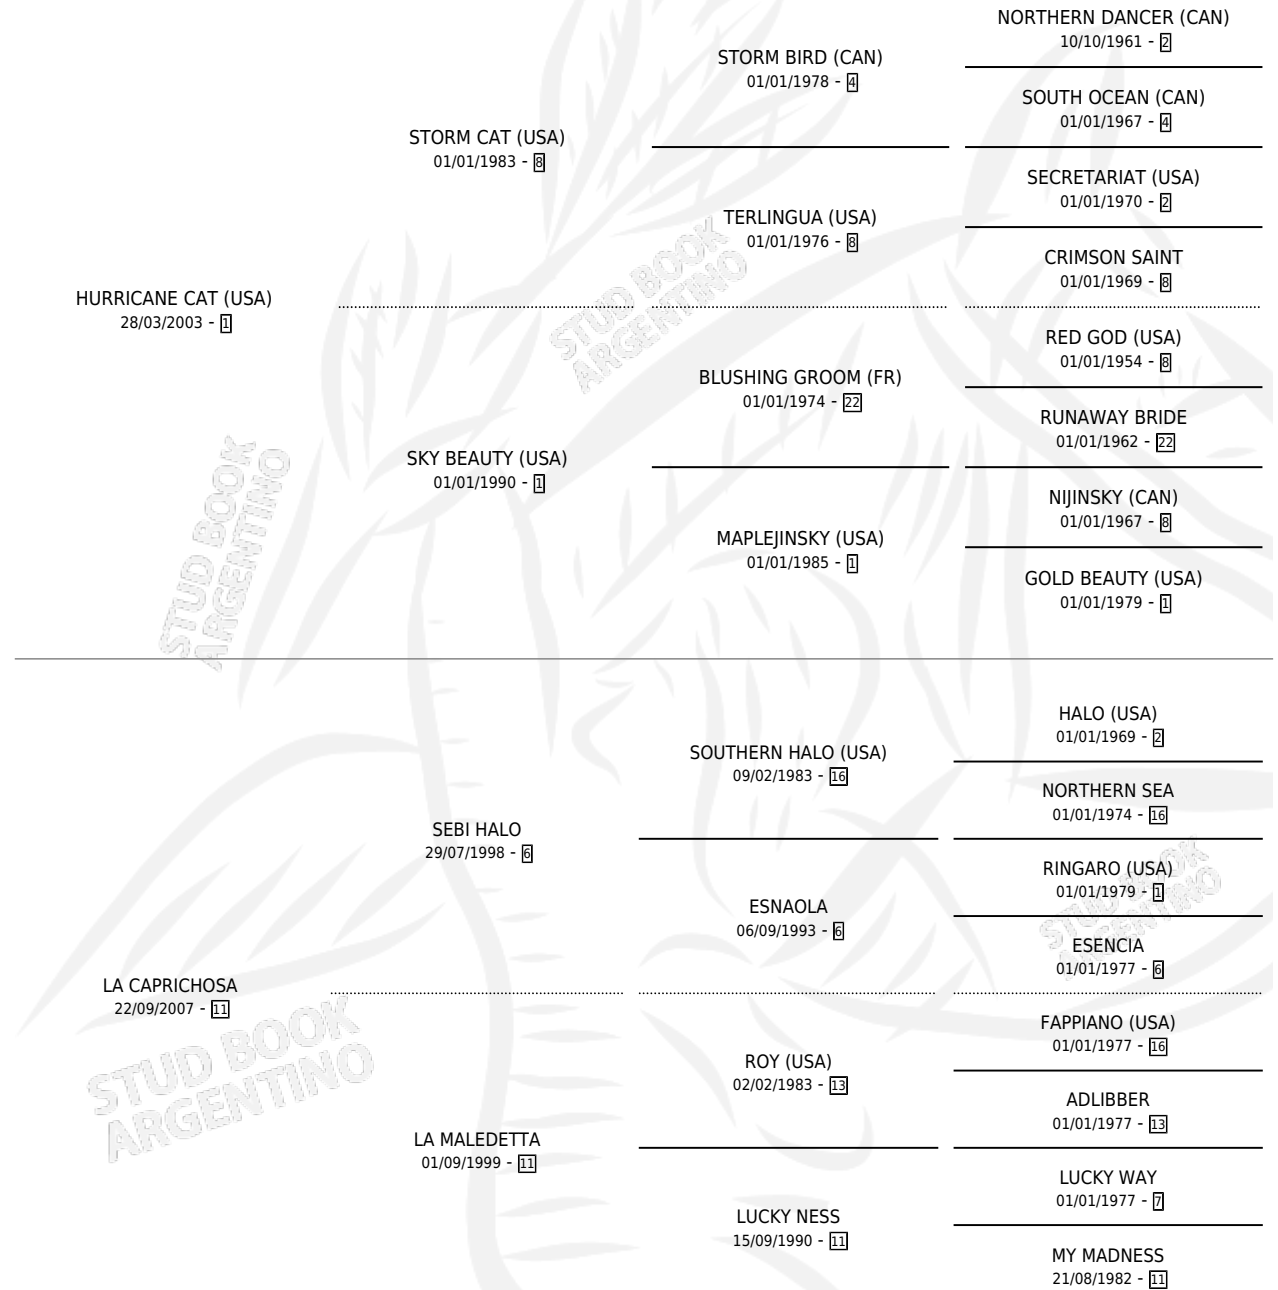 NORTHERN DANCER (CAN)
10/10/1961 - 2
STORM BIRD (CAN)
01/01/1978 - 4
SOUTH OCEAN (CAN)
01/01/1967 - 4
STORM CAT (USA)
01/01/1983 - 8
SECRETARIAT (USA)
01/01/1970 - 2
TERLINGUA (USA)
01/01/1976 - 8
CRIMSON SAINT
01/01/1969 - 8
HURRICANE CAT (USA)
28/03/2003 - 1
RED GOD (USA)
01/01/1954 - 8
BLUSHING GROOM (FR)
01/01/1974 - 22
RUNAWAY BRIDE
01/01/1962 - 22
SKY BEAUTY (USA)
01/01/1990 - 1
NIJINSKY (CAN)
01/01/1967 - 8
MAPLEJINSKY (USA)
01/01/1985 - 1
GOLD BEAUTY (USA)
01/01/1979 - 1
HALO (USA)
01/01/1969 - 2
SOUTHERN HALO (USA)
09/02/1983 - 16
NORTHERN SEA
01/01/1974 - 16
SEBI HALO
29/07/1998 - 6
RINGARO (USA)
01/01/1979 - 1
ESNAOLA
06/09/1993 - 6
ESENCIA
01/01/1977 - 6
LA CAPRICHOSA
22/09/2007 - 11
FAPPIANO (USA)
01/01/1977 - 16
ROY (USA)
02/02/1983 - 13
ADLIBBER
01/01/1977 - 13
LA MALEDETTA
01/09/1999 - 11
LUCKY WAY
01/01/1977 - 7
LUCKY NESS
15/09/1990 - 11
MY MADNESS
21/08/1982 - 11
STUD BOOK
ARGENTINO
STUD BOOK
ARGENTINO
STUD BOOK
ARGENTINO
STUD BOOK
ARGENTINO